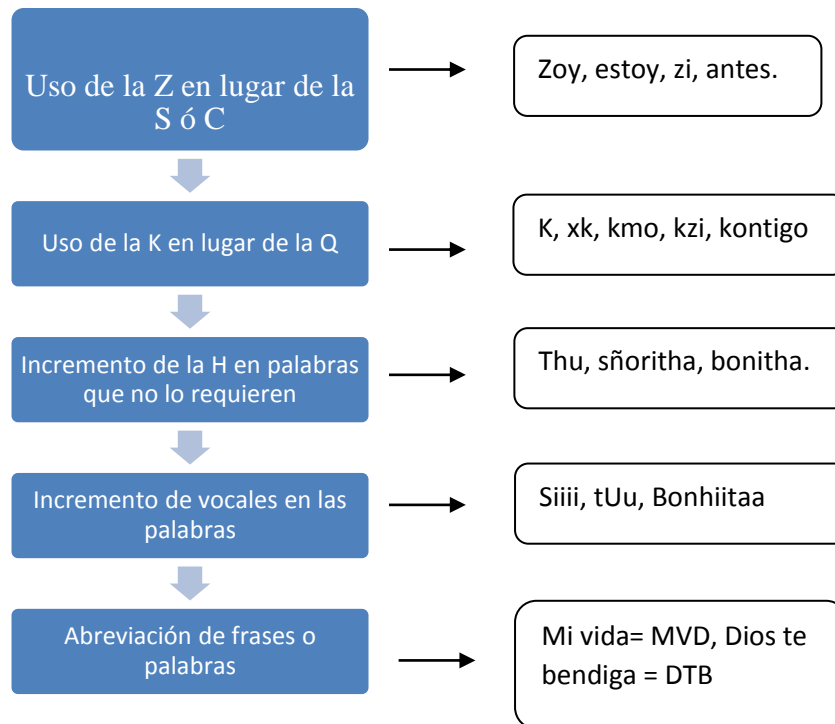 Uso de la Z en lugar de la
S ó C
Zoy, estoy, zi, antes.
Uso de la K en lugar de la Q
K, xk, kmo, kzi, kontigo
Incremento de la H en palabras
que no lo requieren
Thu, sñoritha, bonitha.
Incremento de vocales en las
palabras
Siiii, tUu, Bonhiitaa
Abreviación de frases o
palabras
Mi vida= MVD, Dios te
bendiga = DTB